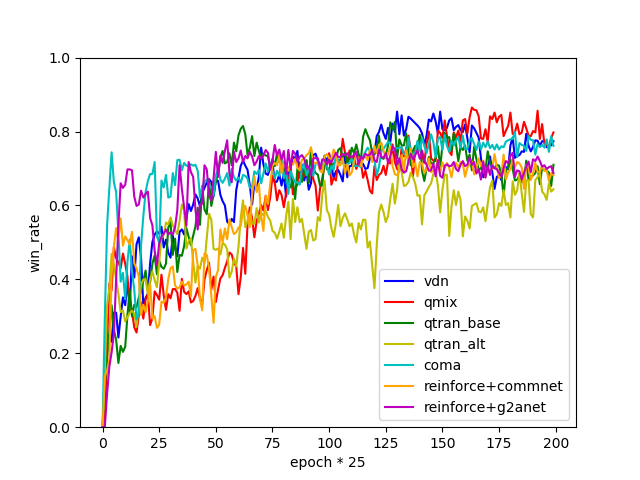 1.0
0.8
0.6
0.4
0.2
0.0
win_rate
0 25 50 75 100 125 150 175 200
epoch * 25
vdn
qmix
qtran_base
qtran_alt
coma
reinforce+commnet
reinforce+g2anet